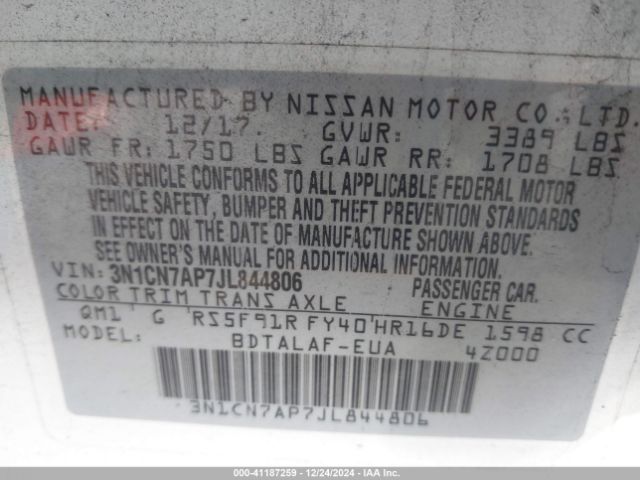 MANUFACTURED BY NISSAN MOTOR CO., LTD.
DATE: 12/17 GVWR: 3389 LBS
GAWR FR: 1750 LBS GAWR RR: 1708 LBS
THIS VEHICLE CONFORMS TO ALL APPLICABLE FEDERAL MOTOR
VEHICLE SAFETY, BUMPER AND THEFT PREVENTION STANDARDS
IN EFFECT ON THE DATE OF MANUFACTURE SHOWN ABOVE.
SEE OWNER'S MANUAL FOR ADDITIONAL INFORMATION.
VIN: 3N1CN7AP7JL844806 PASSENGER CAR.
COLOR TRIM TRANS AXLE ENGINE
QM1 G RS5F91R FY40 HR16DE 1598 CC
MODEL: BDTALAF-EUA 4Z000
3N1CN7AP7JL844806
000-41187259 - 12/24/2024 - IAAI.com